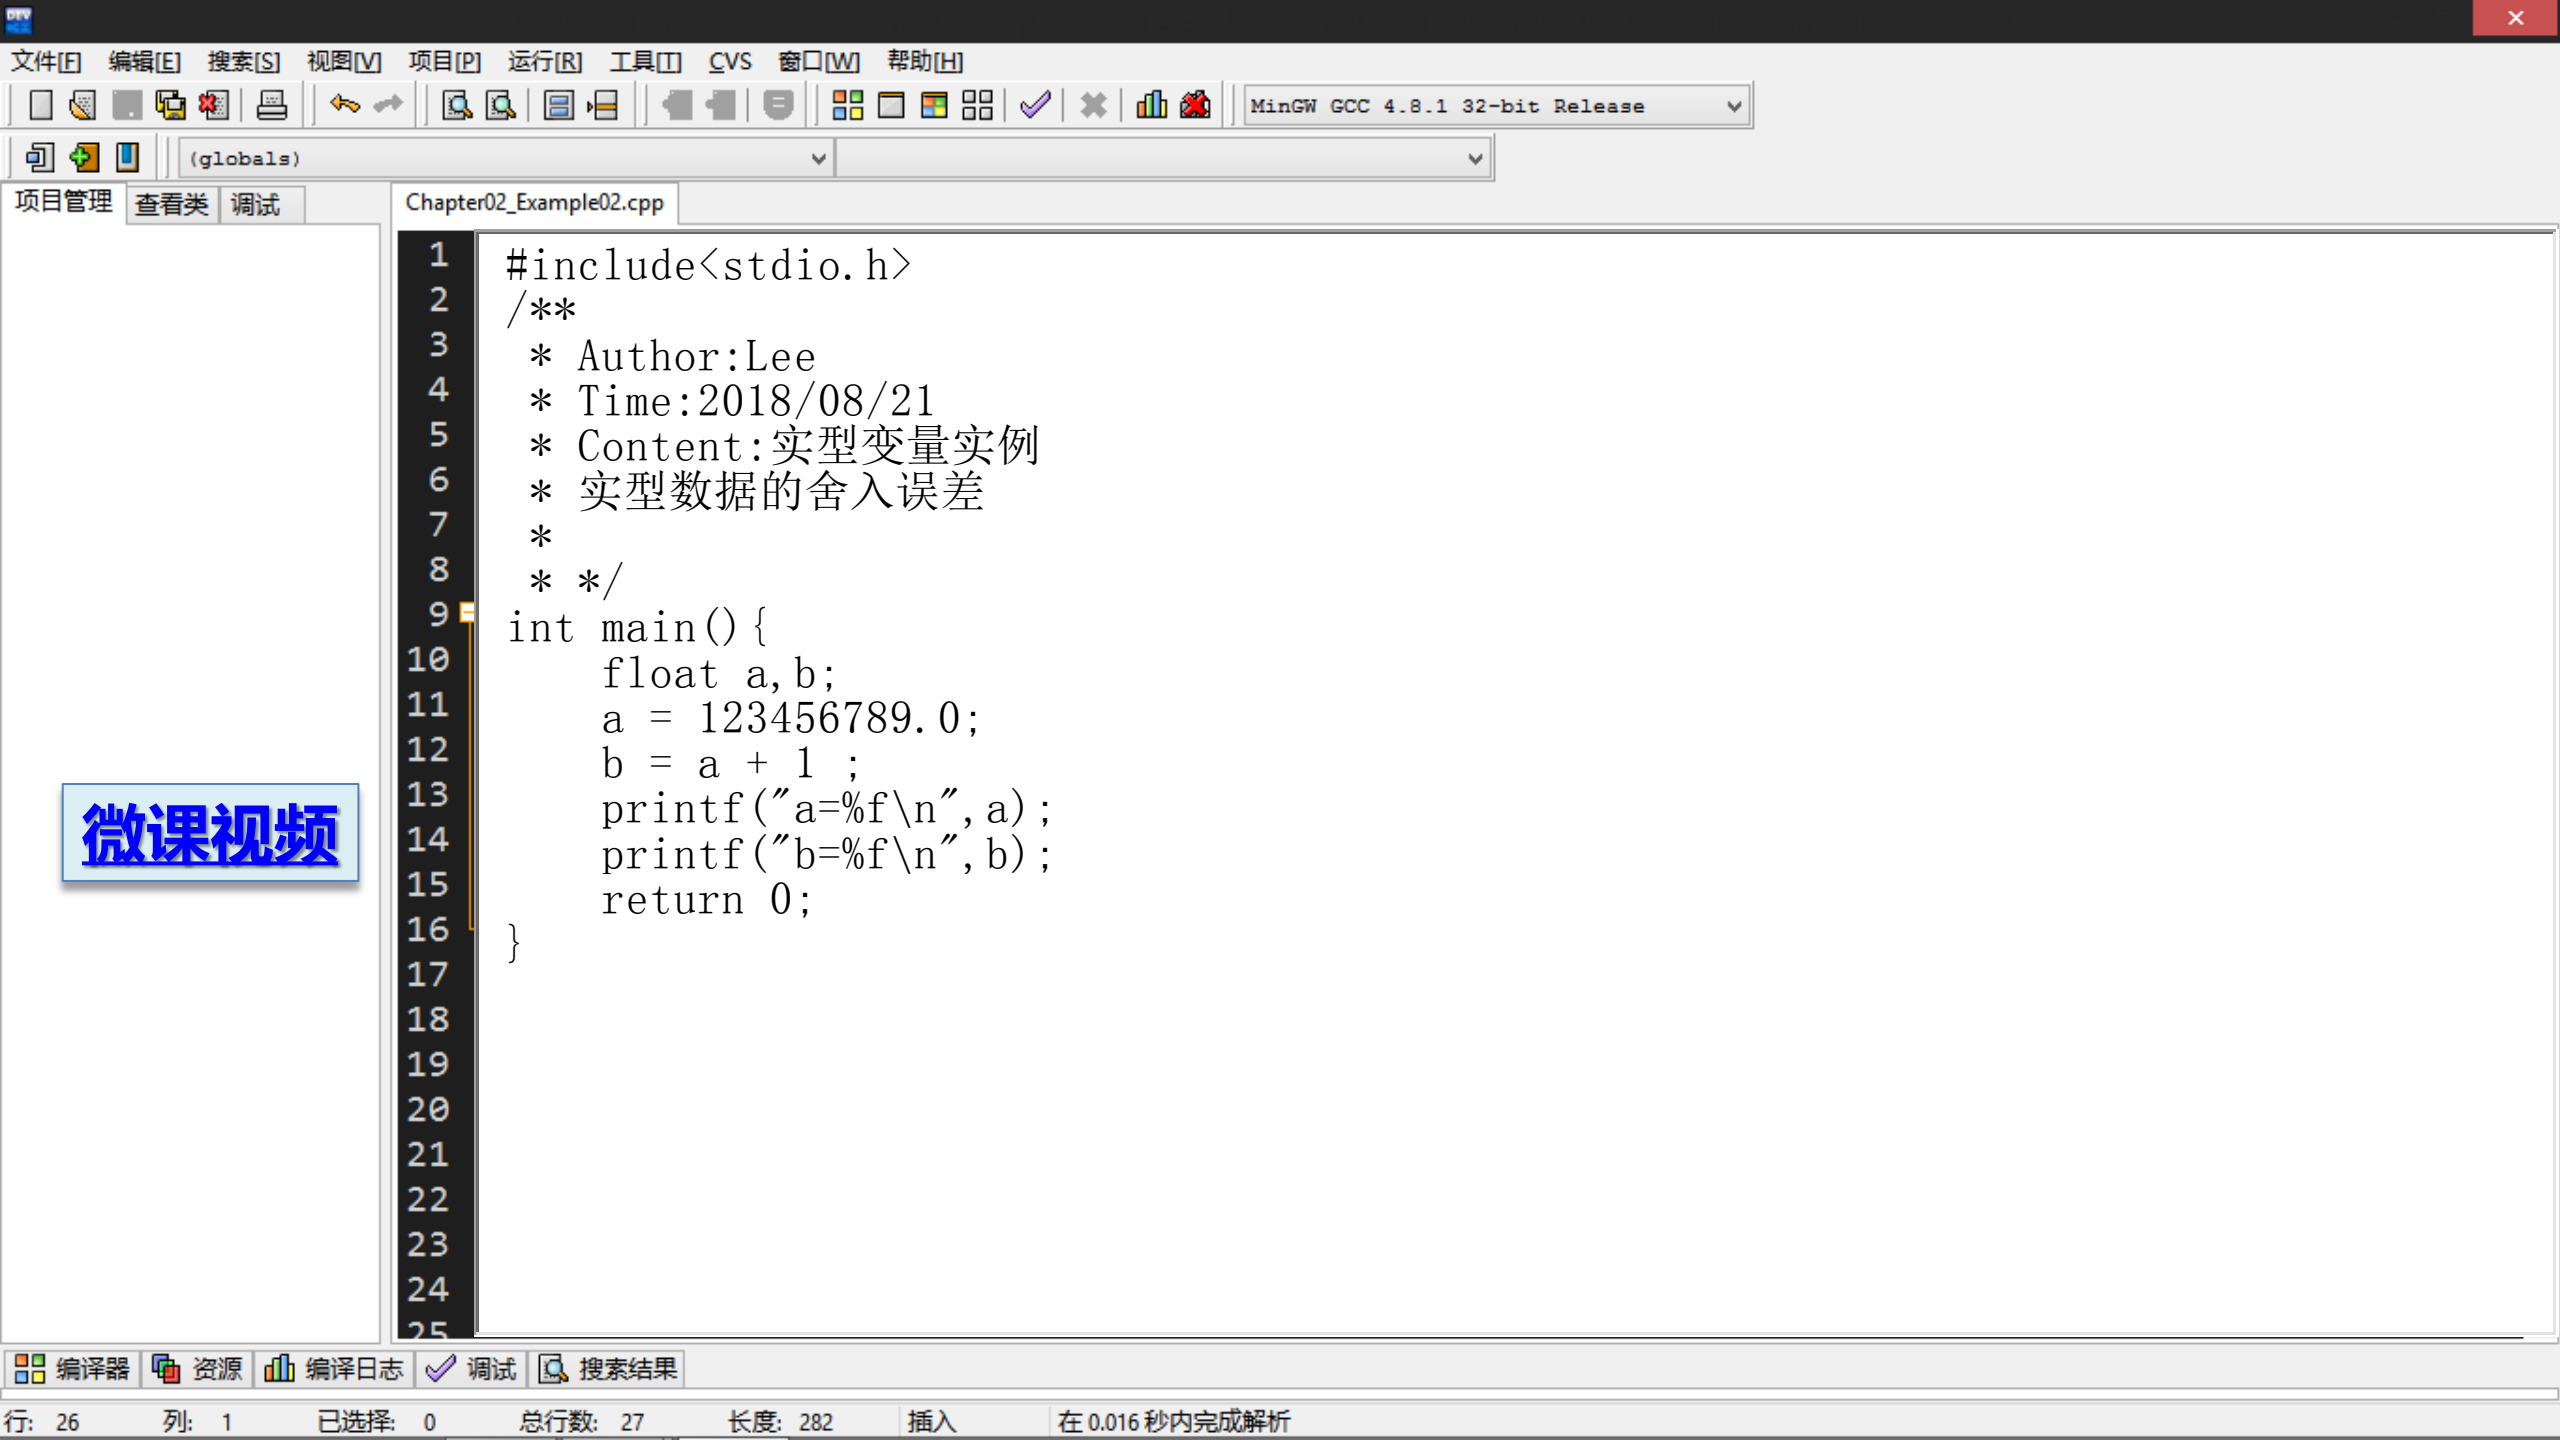 DEV
文件[F] 编辑[E] 搜索[S] 视图[V] 项目[P] 运行[R] 工具[T] CVS 窗口[W] 帮助[H]
MinGW GCC 4.8.1 32-bit Release
(globals)
项目管理 查看类 调试
Chapter02_Example02.cpp
1 #include<stdio.h>
2 /**
3  * Author:Lee
4  * Time:2018/08/21
5  * Content:实型变量实例
6  * 实型数据的舍入误差
7  *
8  * */
9 int main(){
10     float a,b;
11     a = 123456789.0;
12     b = a + 1 ;
13     printf("a=%f\n",a);
14     printf("b=%f\n",b);
15     return 0;
16 }
17
18
19
20
21
22
23
24
25
微课视频
编译器 资源 编译日志 调试 搜索结果
行: 26 列: 1 已选择: 0 总行数: 27 长度: 282 插入 在 0.016 秒内完成解析